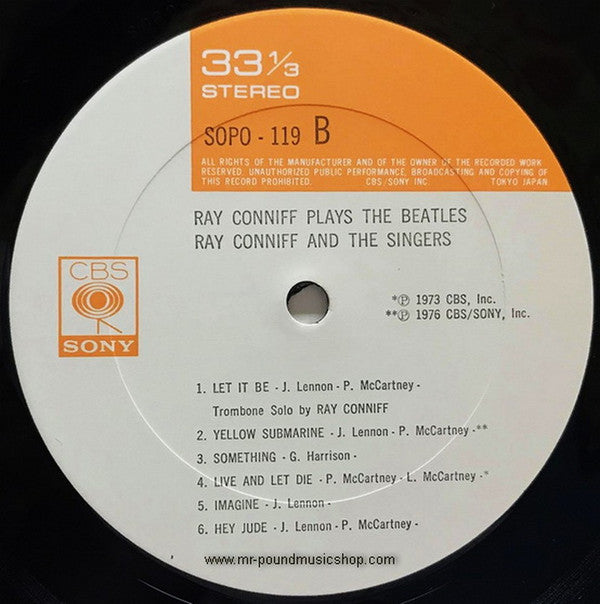 33⅓
STEREO
SOPO - 119 B
ALL RIGHTS OF THE MANUFACTURER AND OF THE OWNER OF THE RECORDED WORK
RESERVED. UNAUTHORIZED PUBLIC PERFORMANCE, BROADCASTING AND COPYING OF
THIS RECORD PROHIBITED. CBS/SONY INC. TOKYO JAPAN
RAY CONNIFF PLAYS THE BEATLES
RAY CONNIFF AND THE SINGERS
CBS
SONY
*Ⓟ 1973 CBS, Inc.
**Ⓟ 1976 CBS/SONY, Inc.
1. LET IT BE - J. Lennon - P. McCartney -
Trombone Solo by RAY CONNIFF
2. YELLOW SUBMARINE - J. Lennon - P. McCartney -**
3. SOMETHING - G. Harrison -
4. LIVE AND LET DIE - P. McCartney - L. McCartney -*
5. IMAGINE - J. Lennon -
6. HEY JUDE - J. Lennon - P. McCartney -
www.mr-poundmusicshop.com